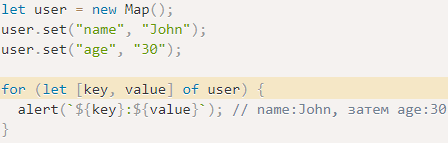 let user = new Map();
user.set("name", "John");
user.set("age", "30");
for (let [key, value] of user) {
alert(`${key}:${value}`); // name:John, затем age:30
}